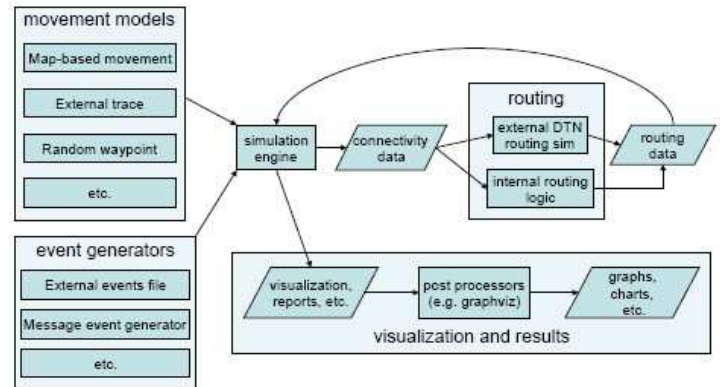 movement models
Map-based movement
External trace
Random waypoint
etc.
event generators
External events file
Message event generator
etc.
simulation
engine
connectivity
data
routing
external DTN
routing sim
internal routing
logic
routing
data
visualization,
reports, etc.
post processors
(e.g. graphviz)
graphs,
charts,
etc.
visualization and results